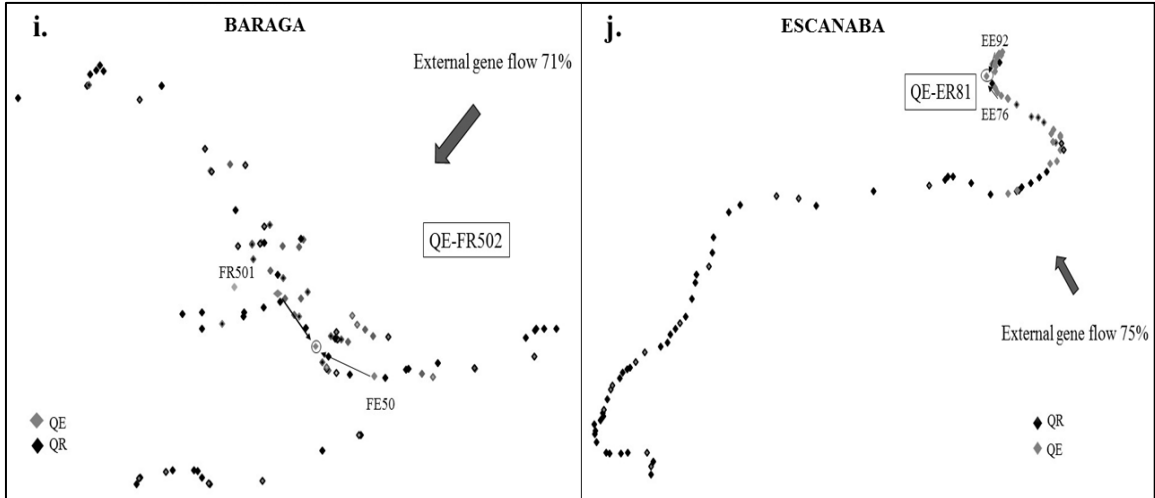 i.
BARAGA
External gene flow 71%
QE-FR502
FR501
FE50
QE
QR
j.
ESCANABA
EE92
QE-ER81
EE76
External gene flow 75%
QR
QE